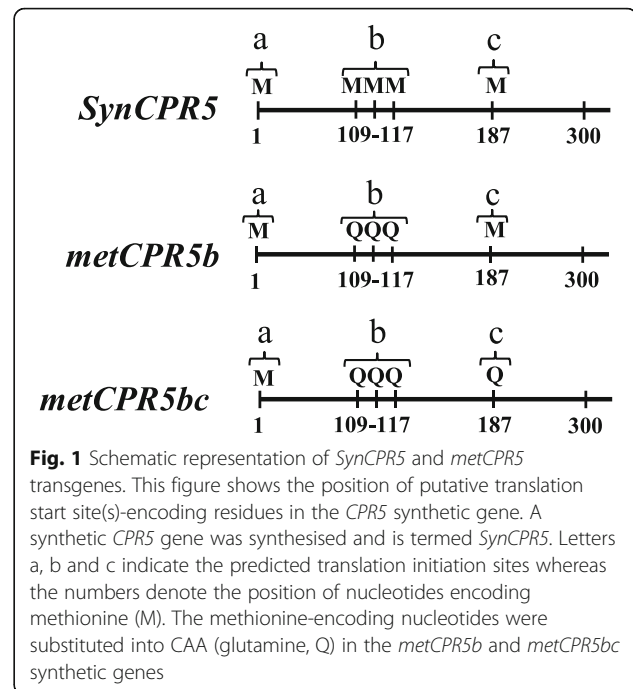 a b c
M MMM M
SynCPR5
1 109-117 187 300
a b c
M QQQ M
metCPR5b
1 109-117 187 300
a b c
M QQQ Q
metCPR5bc
1 109-117 187 300
Fig. 1 Schematic representation of SynCPR5 and metCPR5
transgenes. This figure shows the position of putative translation
start site(s)-encoding residues in the CPR5 synthetic gene. A
synthetic CPR5 gene was synthesised and is termed SynCPR5. Letters
a, b and c indicate the predicted translation initiation sites whereas
the numbers denote the position of nucleotides encoding
methionine (M). The methionine-encoding nucleotides were
substituted into CAA (glutamine, Q) in the metCPR5b and metCPR5bc
synthetic genes